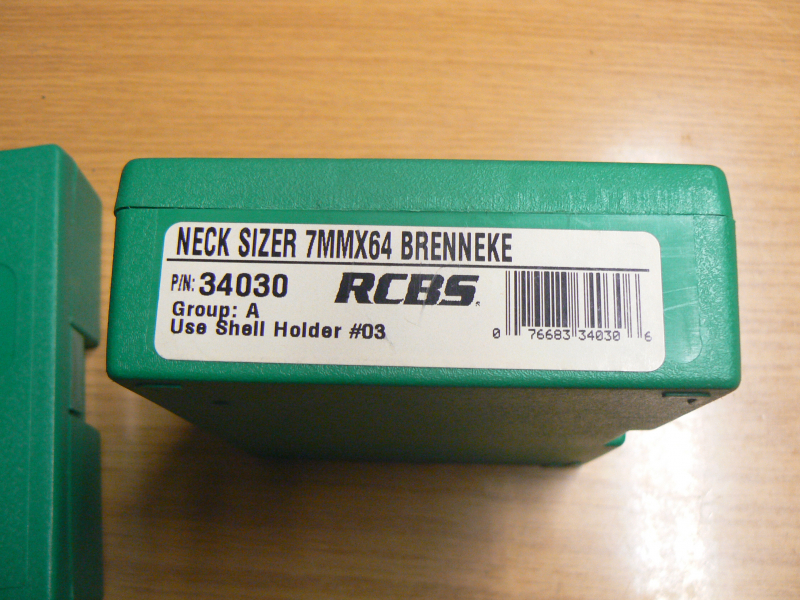 NECK SIZER 7MMX64 BRENNEKE
P/N: 34030 RCBS.
Group: A
Use Shell Holder #03
0 76683 34030 6